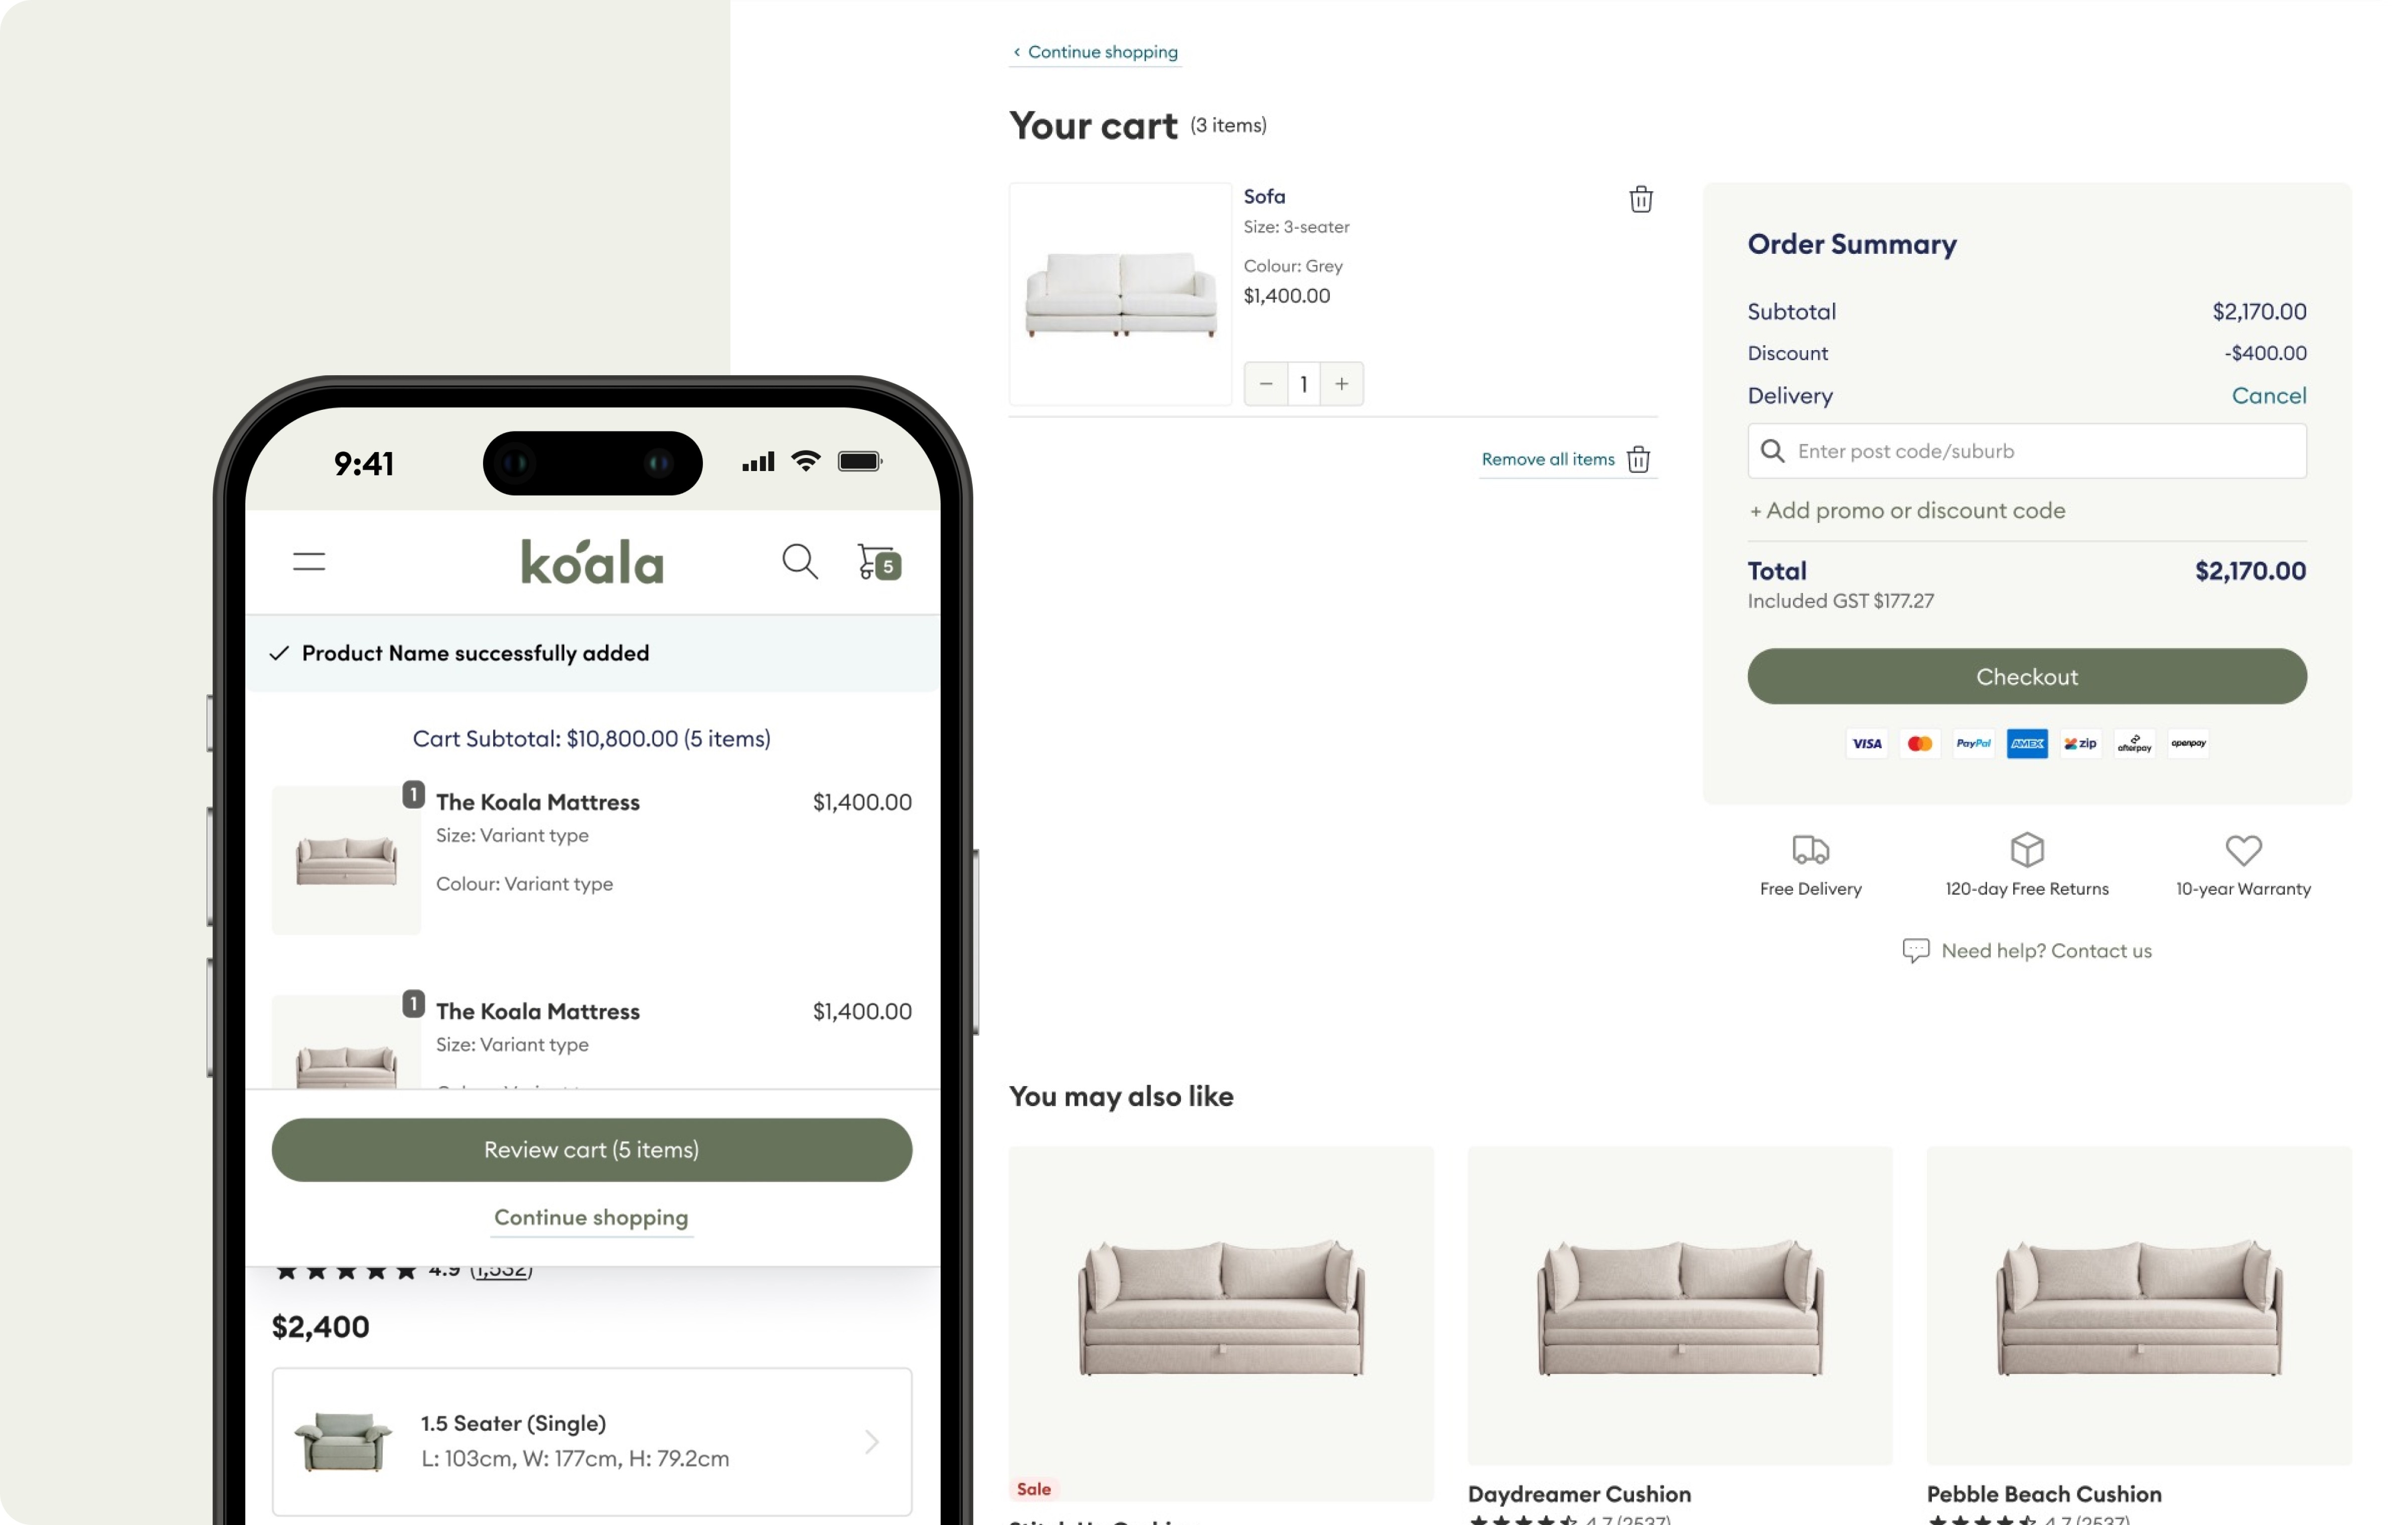 Continue shopping
Your cart (3 items)
Sofa
Size: 3-seater
Colour: Grey
$1,400.00
− 1 +
Remove all items
Order Summary
Subtotal $2,170.00
Discount -$400.00
Delivery Cancel
Enter post code/suburb
+ Add promo or discount code
Total $2,170.00
Included GST $177.27
Checkout
VISA PayPal AMEX zip afterpay openpay
Free Delivery 120-day Free Returns 10-year Warranty
Need help? Contact us
You may also like
Sale
Daydreamer Cushion
4.7 (2537)
Pebble Beach Cushion
4.7 (2537)
9:41
koala
5
Product Name successfully added
Cart Subtotal: $10,800.00 (5 items)
1
The Koala Mattress $1,400.00
Size: Variant type
Colour: Variant type
1
The Koala Mattress $1,400.00
Size: Variant type
Review cart (5 items)
Continue shopping
4.9 (1,532)
$2,400
1.5 Seater (Single)
L: 103cm, W: 177cm, H: 79.2cm